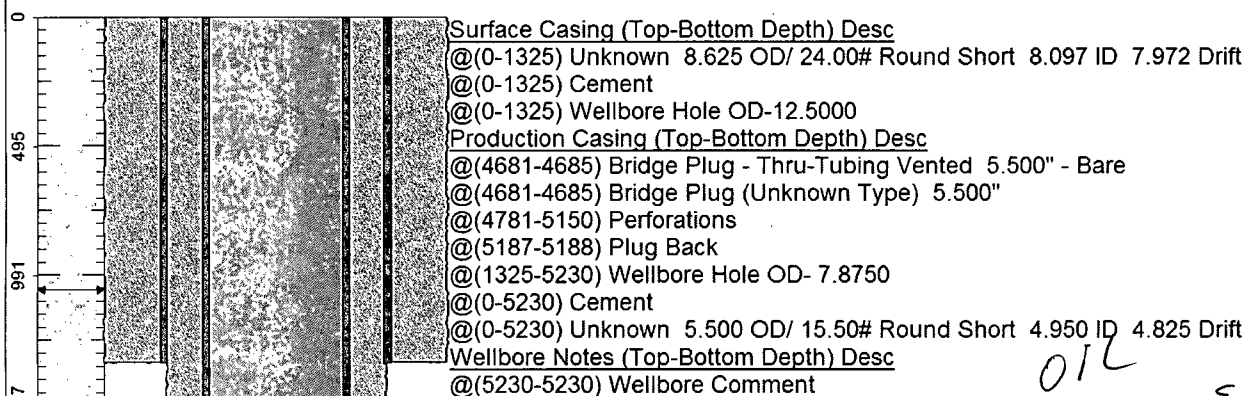 0
Surface Casing (Top-Bottom Depth) Desc
@(0-1325) Unknown 8.625 OD/ 24.00# Round Short 8.097 ID 7.972 Drift
@(0-1325) Cement
@(0-1325) Wellbore Hole OD-12.5000
495
Production Casing (Top-Bottom Depth) Desc
@(4681-4685) Bridge Plug - Thru-Tubing Vented 5.500" - Bare
@(4681-4685) Bridge Plug (Unknown Type) 5.500"
@(4781-5150) Perforations
@(5187-5188) Plug Back
991
@(1325-5230) Wellbore Hole OD- 7.8750
@(0-5230) Cement
@(0-5230) Unknown 5.500 OD/ 15.50# Round Short 4.950 ID 4.825 Drift
Wellbore Notes (Top-Bottom Depth) Desc
OIL
@(5230-5230) Wellbore Comment
7